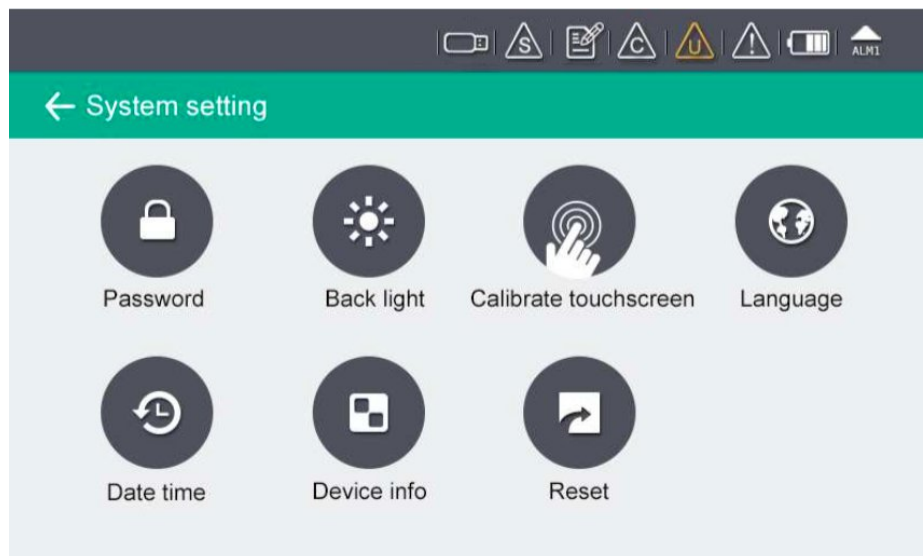 S C U ! ALM1
System setting
Password Back light Calibrate touchscreen Language
Date time Device info Reset